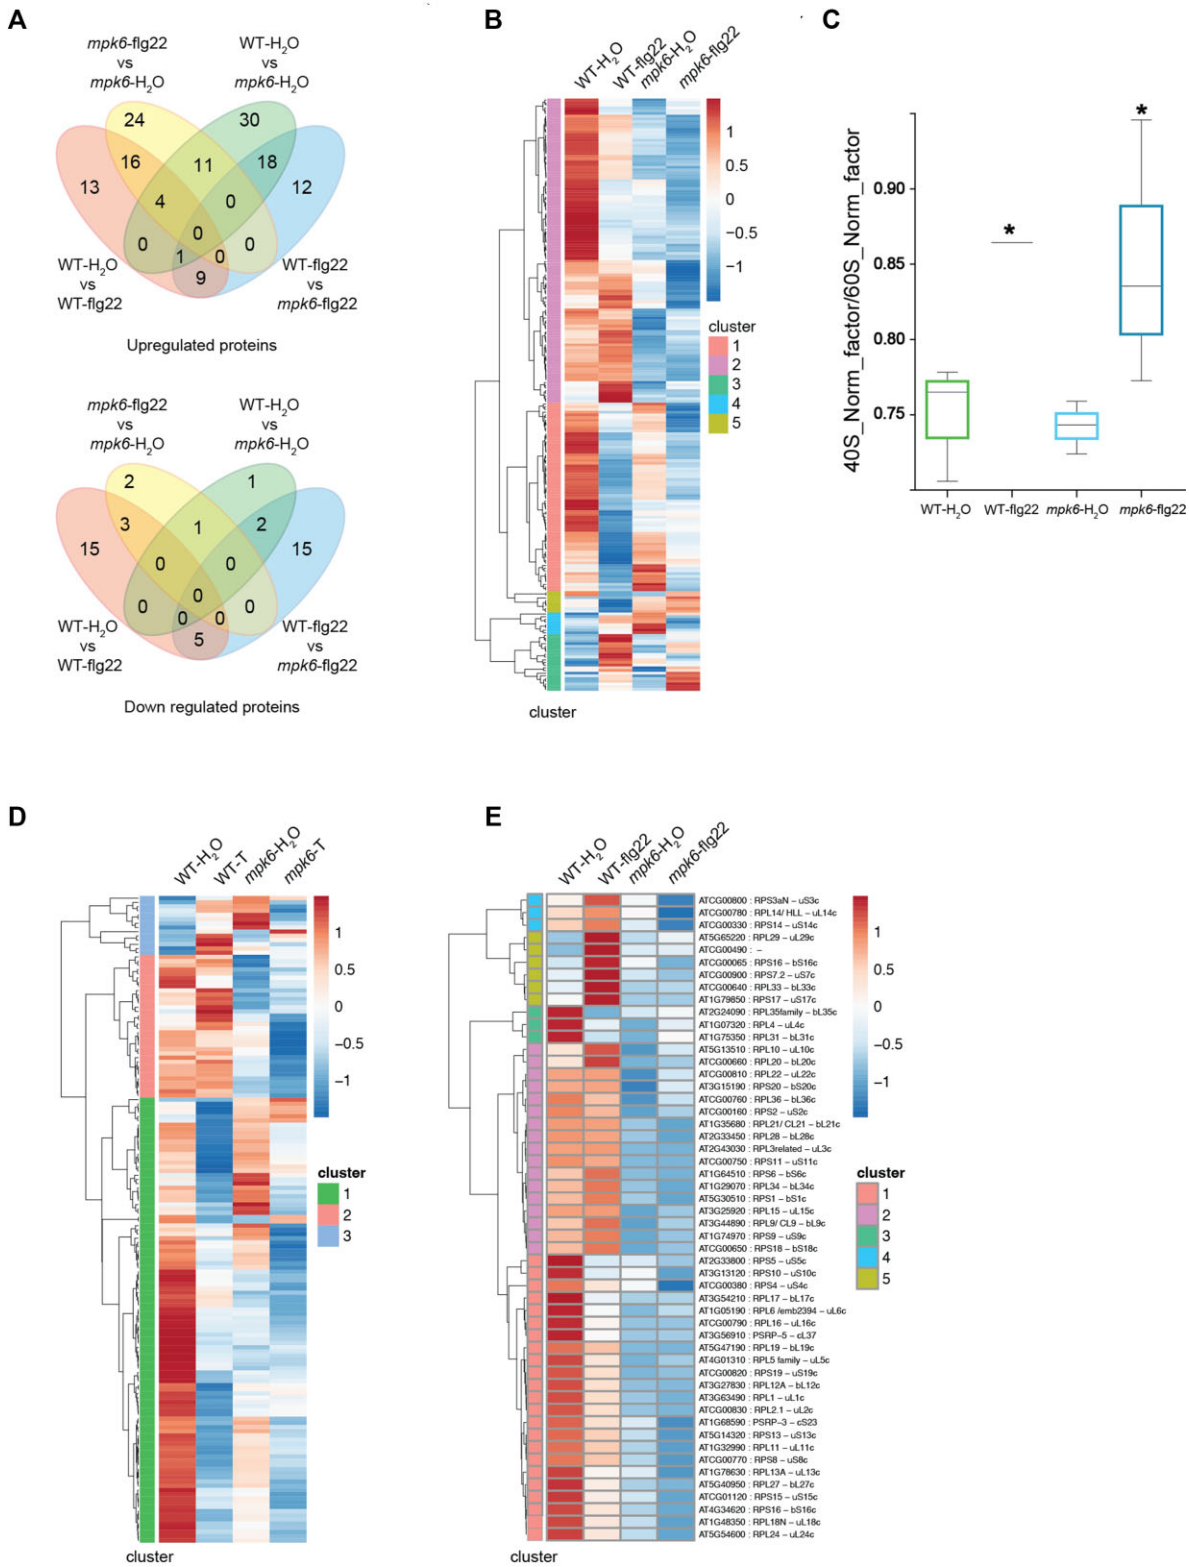 A
mpk6-flg22
vs
mpk6-H2O
WT-H2O
vs
mpk6-H2O
24
30
16
11
18
13
12
4
0
0
0
0
1
0
9
WT-H2O
vs
WT-flg22
WT-flg22
vs
mpk6-flg22
Upregulated proteins
mpk6-flg22
vs
mpk6-H2O
WT-H2O
vs
mpk6-H2O
2
1
3
1
2
15
15
0
0
0
0
0
0
0
5
WT-H2O
vs
WT-flg22
WT-flg22
vs
mpk6-flg22
Down regulated proteins
B
WT-H2O
WT-flg22
mpk6-H2O
mpk6-flg22
1
0.5
0
−0.5
−1
cluster
1
2
3
4
5
cluster
C
40S_Norm_factor/60S_Norm_factor
0.90
0.85
0.80
0.75
*
*
WT-H2O
WT-flg22
mpk6-H2O
mpk6-flg22
D
WT-H2O
WT-T
mpk6-H2O
mpk6-T
1
0.5
0
−0.5
−1
cluster
1
2
3
cluster
E
WT-H2O
WT-flg22
mpk6-H2O
mpk6-flg22
ATCG00800 : RPS3aN − uS3c
ATCG00780 : RPL14/ HLL − uL14c
ATCG00330 : RPS14 − uS14c
AT5G65220 : RPL29 − uL29c
ATCG00490 : −
ATCG00065 : RPS16 − bS16c
ATCG00900 : RPS7.2 − uS7c
ATCG00640 : RPL33 − bL33c
AT1G79850 : RPS17 − uS17c
AT2G24090 : RPL35family − bL35c
AT1G07320 : RPL4 − uL4c
AT1G75350 : RPL31 − bL31c
AT5G13510 : RPL10 − uL10c
ATCG00660 : RPL20 − bL20c
ATCG00810 : RPL22 − uL22c
AT3G15190 : RPS20 − bS20c
ATCG00760 : RPL36 − bL36c
ATCG00160 : RPS2 − uS2c
AT1G35680 : RPL21/ CL21 − bL21c
AT2G33450 : RPL28 − bL28c
AT2G43030 : RPL3related − uL3c
ATCG00750 : RPS11 − uS11c
AT1G64510 : RPS6 − bS6c
AT1G29070 : RPL34 − bL34c
AT5G30510 : RPS1 − bS1c
AT3G25920 : RPL15 − uL15c
AT3G44890 : RPL9/ CL9 − bL9c
AT1G74970 : RPS9 − uS9c
ATCG00650 : RPS18 − bS18c
AT2G33800 : RPS5 − uS5c
AT3G13120 : RPS10 − uS10c
ATCG00380 : RPS4 − uS4c
AT3G54210 : RPL17 − bL17c
AT1G05190 : RPL6 /emb2394 − uL6c
ATCG00790 : RPL16 − uL16c
AT3G56910 : PSRP−5 − cL37
AT5G47190 : RPL19 − bL19c
AT4G01310 : RPL5 family − uL5c
ATCG00820 : RPS19 − uS19c
AT3G27830 : RPL12A − bL12c
AT3G63490 : RPL1 − uL1c
ATCG00830 : RPL2.1 − uL2c
AT1G68590 : PSRP−3 − cS23
AT5G14320 : RPS13 − uS13c
AT1G32990 : RPL11 − uL11c
ATCG00770 : RPS8 − uS8c
AT1G78630 : RPL13A − uL13c
AT5G40950 : RPL27 − bL27c
ATCG01120 : RPS15 − uS15c
AT4G34620 : RPS16 − bS16c
AT1G48350 : RPL18N − uL18c
AT5G54600 : RPL24 − uL24c
1
0.5
0
−0.5
−1
cluster
1
2
3
4
5
cluster